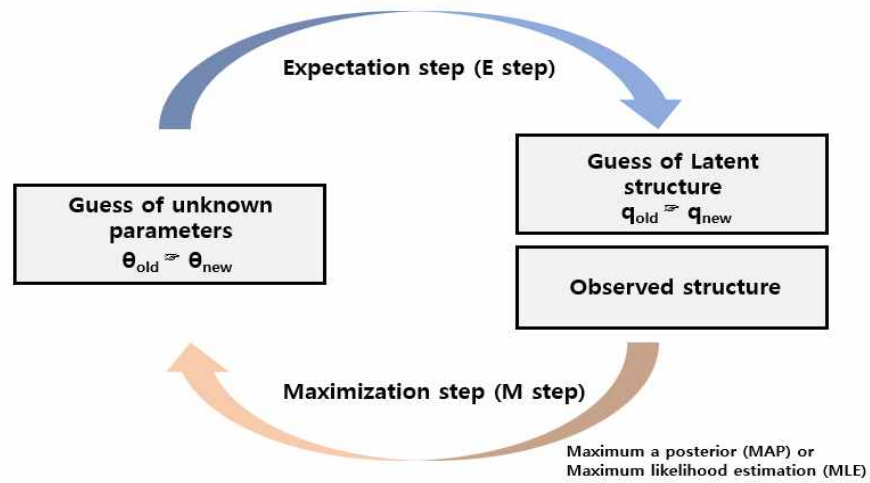 Expectation step (E step)
Guess of Latent
structure
qold ☞ qnew
Guess of unknown
parameters
θold ☞ θnew
Observed structure
Maximization step (M step)
Maximum a posterior (MAP) or
Maximum likelihood estimation (MLE)